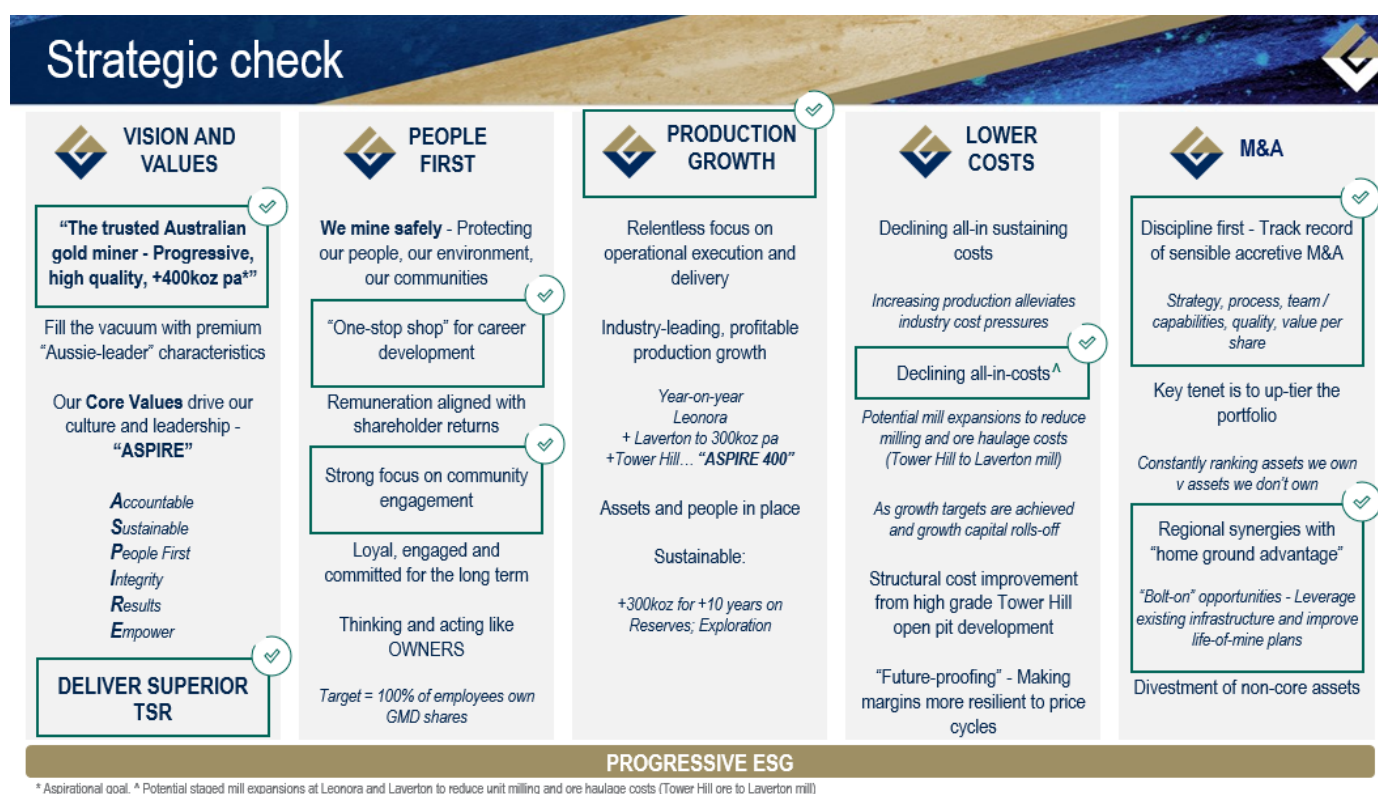 Strategic check
VISION AND
VALUES
“The trusted Australian
gold miner - Progressive,
high quality, +400koz pa*”
Fill the vacuum with premium
“Aussie-leader” characteristics
Our Core Values drive our
culture and leadership -
“ASPIRE”
Accountable
Sustainable
People First
Integrity
Results
Empower
DELIVER SUPERIOR
TSR
PEOPLE
FIRST
We mine safely - Protecting
our people, our environment,
our communities
“One-stop shop” for career
development
Remuneration aligned with
shareholder returns
Strong focus on community
engagement
Loyal, engaged and
committed for the long term
Thinking and acting like
OWNERS
Target = 100% of employees own
GMD shares
PRODUCTION
GROWTH
Relentless focus on
operational execution and
delivery
Industry-leading, profitable
production growth
Year-on-year
Leonora
+ Laverton to 300koz pa
+Tower Hill… “ASPIRE 400”
Assets and people in place
Sustainable:
+300koz for +10 years on
Reserves; Exploration
LOWER
COSTS
Declining all-in sustaining
costs
Increasing production alleviates
industry cost pressures
Declining all-in-costs^
Potential mill expansions to reduce
milling and ore haulage costs
(Tower Hill to Laverton mill)
As growth targets are achieved
and growth capital rolls-off
Structural cost improvement
from high grade Tower Hill
open pit development
“Future-proofing” - Making
margins more resilient to price
cycles
M&A
Discipline first - Track record
of sensible accretive M&A
Strategy, process, team /
capabilities, quality, value per
share
Key tenet is to up-tier the
portfolio
Constantly ranking assets we own
v assets we don’t own
Regional synergies with
“home ground advantage”
“Bolt-on” opportunities - Leverage
existing infrastructure and improve
life-of-mine plans
Divestment of non-core assets
PROGRESSIVE ESG
* Aspirational goal. ^ Potential staged mill expansions at Leonora and Laverton to reduce unit milling and ore haulage costs (Tower Hill ore to Laverton mill)